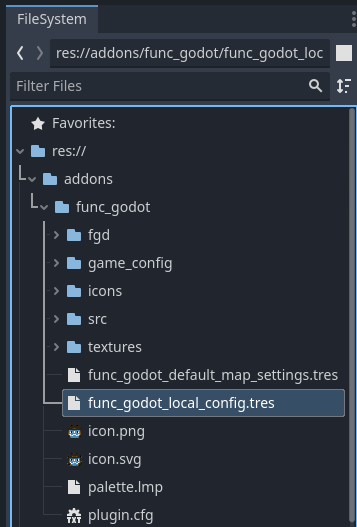 FileSystem
res://addons/func_godot/func_godot_loc
Filter Files
Favorites:
res://
addons
func_godot
fgd
game_config
icons
src
textures
func_godot_default_map_settings.tres
func_godot_local_config.tres
icon.png
icon.svg
palette.lmp
plugin.cfg